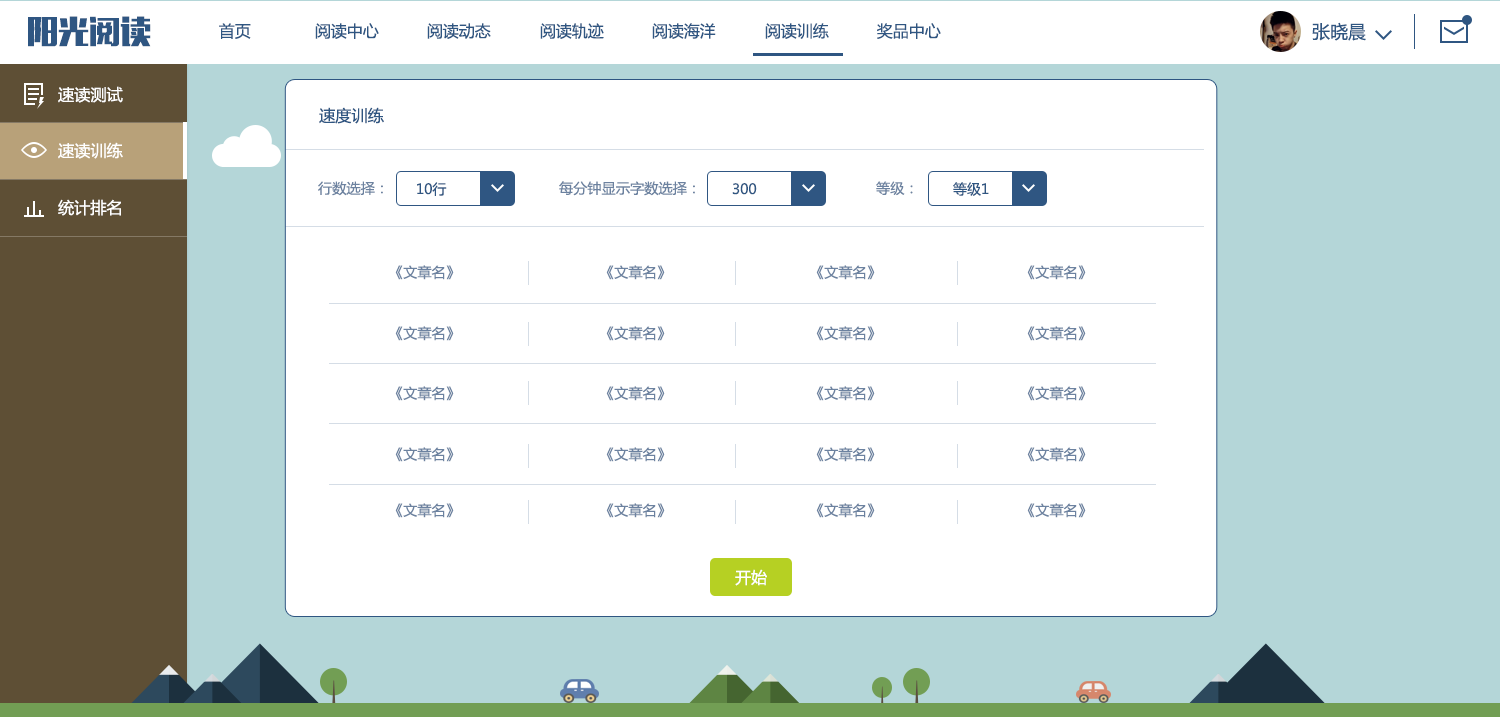 阳光阅读 首页 阅读中心 阅读动态 阅读轨迹 阅读海洋 阅读训练 奖品中心 张晓晨
速读测试
速读训练
统计排名
速度训练
行数选择： 10行 每分钟显示字数选择： 300 等级： 等级1
《文章名》 《文章名》 《文章名》 《文章名》
《文章名》 《文章名》 《文章名》 《文章名》
《文章名》 《文章名》 《文章名》 《文章名》
《文章名》 《文章名》 《文章名》 《文章名》
《文章名》 《文章名》 《文章名》 《文章名》
开始